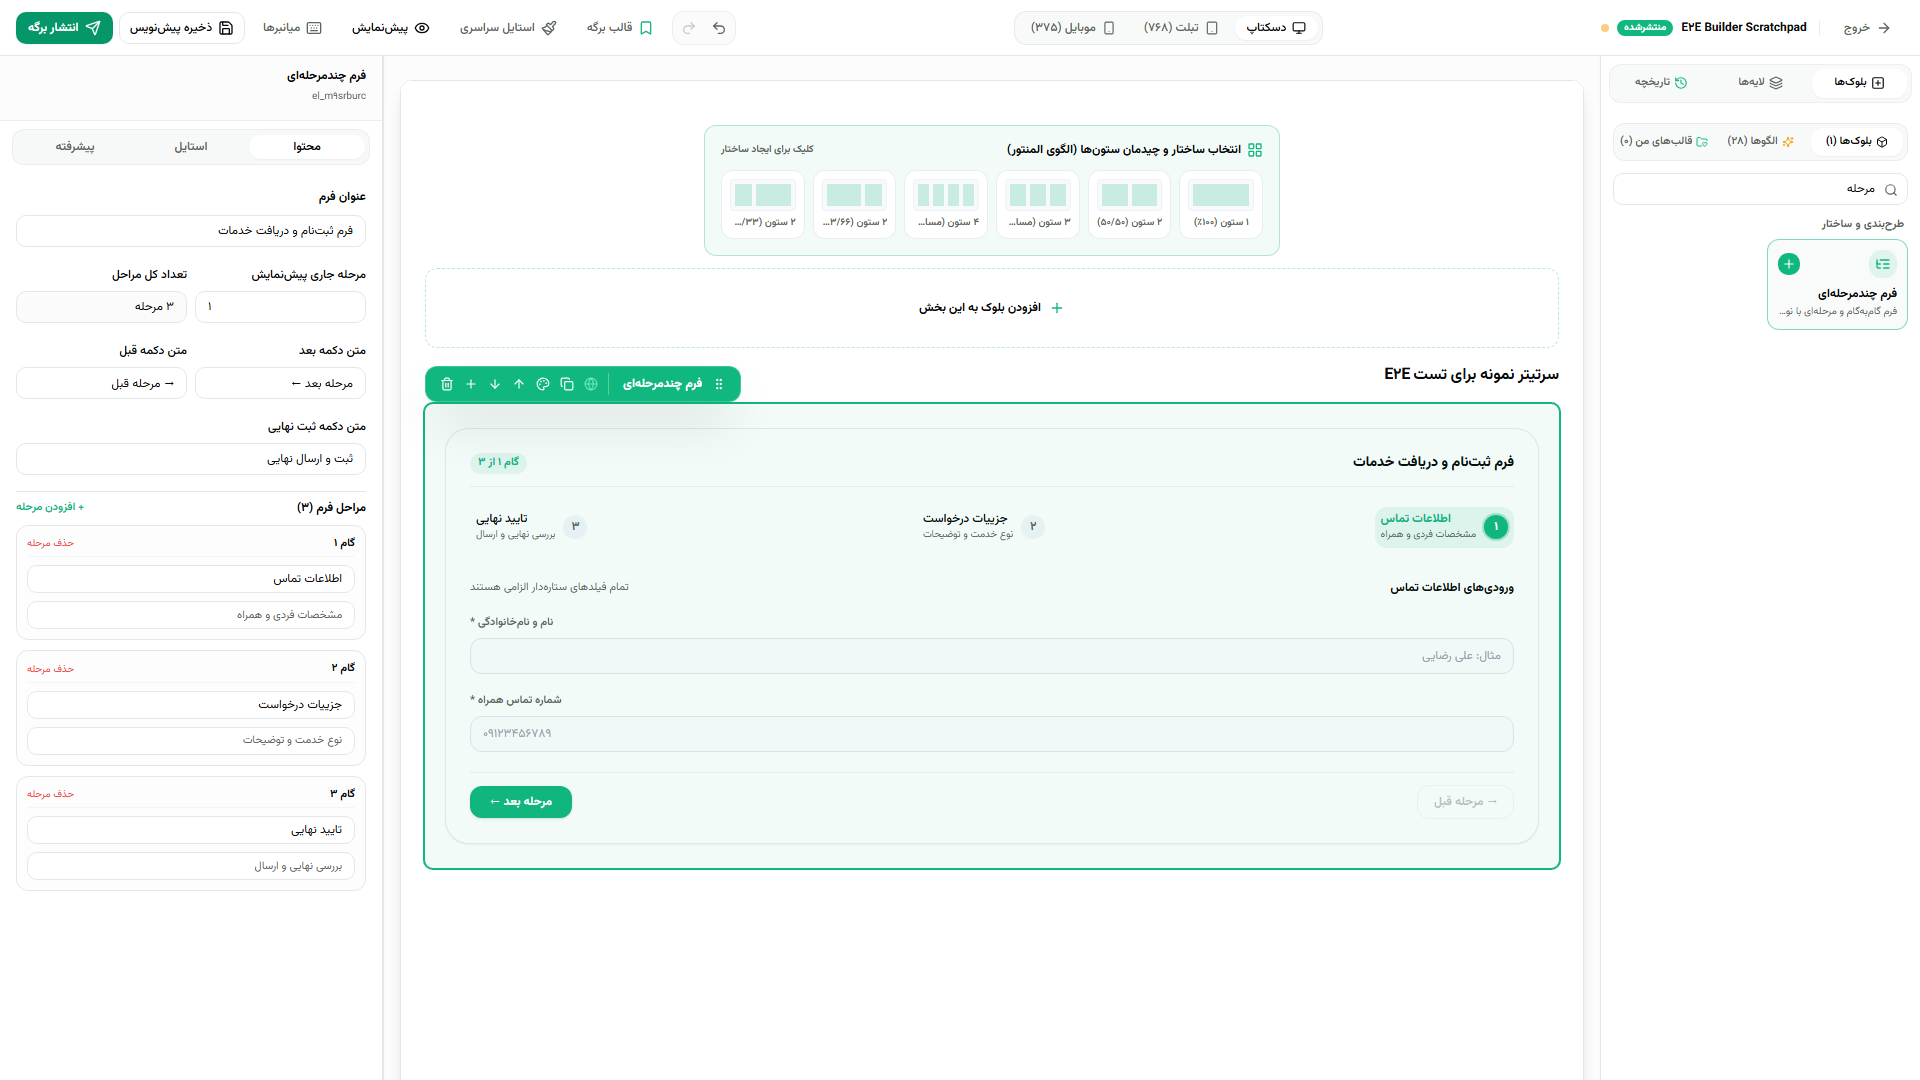 خروج
E2E Builder Scratchpad
منتشرشده
دسکتاپ
تبلت (۷۶۸)
موبایل (۳۷۵)
قالب برگه
استایل سراسری
پیش‌نمایش
میانبرها
ذخیره پیش‌نویس
انتشار برگه
بلوک‌ها
لایه‌ها
تاریخچه
بلوک‌ها (۱)
الگوها (۲۸)
قالب‌های من (۰)
مرحله
طرح‌بندی و ساختار
فرم چندمرحله‌ای
فرم گام‌به‌گام و مرحله‌ای با نو...
انتخاب ساختار و چیدمان ستون‌ها (الگوی المنتور)
کلیک برای ایجاد ساختار
۱ ستون (۱۰۰٪)
۲ ستون (۵۰/۵۰)
۳ ستون (مسا...
۴ ستون (مسا...
۲ ستون (۳/۶۶...
۲ ستون (۳۳/...
افزودن بلوک به این بخش
سرتیتر نمونه برای تست E2E
فرم چندمرحله‌ای
فرم ثبت‌نام و دریافت خدمات
گام ۱ از ۳
۱
اطلاعات تماس
مشخصات فردی و همراه
۲
جزییات درخواست
نوع خدمت و توضیحات
۳
تایید نهایی
بررسی نهایی و ارسال
ورودی‌های اطلاعات تماس
تمام فیلدهای ستاره‌دار الزامی هستند
نام و نام‌خانوادگی *
مثال: علی رضایی
شماره تماس همراه *
۰۹۱۲۳۴۵۶۷۸۹
→ مرحله قبل
مرحله بعد ←
فرم چندمرحله‌ای
el_m9srburc
محتوا
استایل
پیشرفته
عنوان فرم
فرم ثبت‌نام و دریافت خدمات
مرحله جاری پیش‌نمایش
تعداد کل مراحل
۱
۳ مرحله
متن دکمه بعد
متن دکمه قبل
مرحله بعد ←
→ مرحله قبل
متن دکمه ثبت نهایی
ثبت و ارسال نهایی
مراحل فرم (۳)
+ افزودن مرحله
گام ۱
حذف مرحله
اطلاعات تماس
مشخصات فردی و همراه
گام ۲
حذف مرحله
جزییات درخواست
نوع خدمت و توضیحات
گام ۳
حذف مرحله
تایید نهایی
بررسی نهایی و ارسال